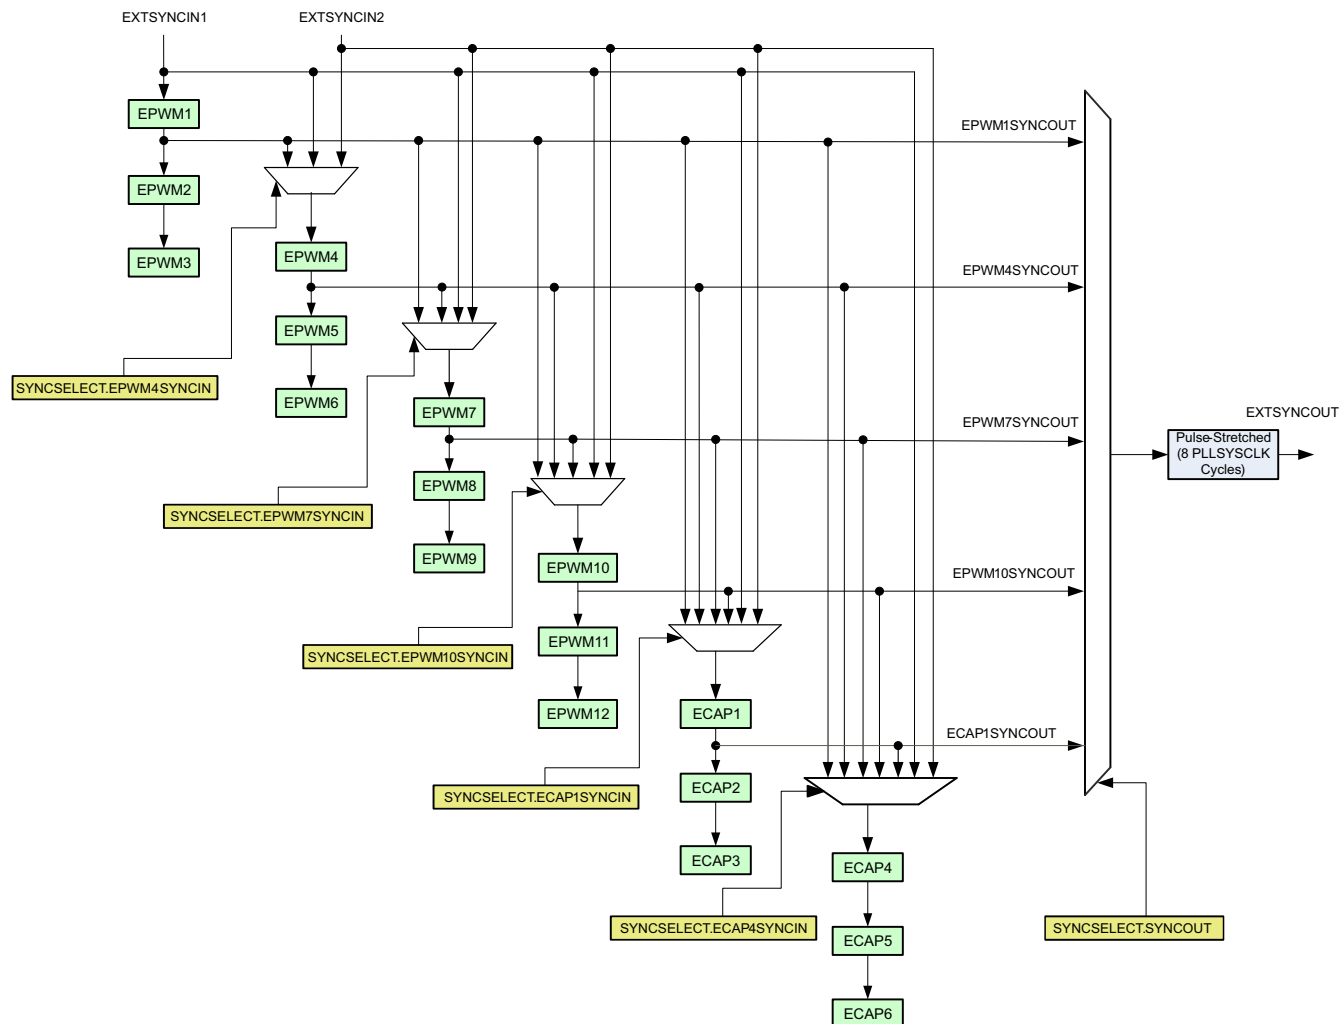 EXTSYNCIN1
EXTSYNCIN2
EPWM1
EPWM1SYNCOUT
EPWM2
EPWM3
EPWM4
EPWM4SYNCOUT
EPWM5
SYNCSELECT.EPWM4SYNCIN
EPWM6
EPWM7
EPWM7SYNCOUT
EXTSYNCOUT
Pulse-Stretched
(8 PLLSYSCLK
Cycles)
EPWM8
SYNCSELECT.EPWM7SYNCIN
EPWM9
EPWM10
EPWM10SYNCOUT
EPWM11
SYNCSELECT.EPWM10SYNCIN
EPWM12
ECAP1
ECAP1SYNCOUT
ECAP2
SYNCSELECT.ECAP1SYNCIN
ECAP3
ECAP4
SYNCSELECT.ECAP4SYNCIN
SYNCSELECT.SYNCOUT
ECAP5
ECAP6